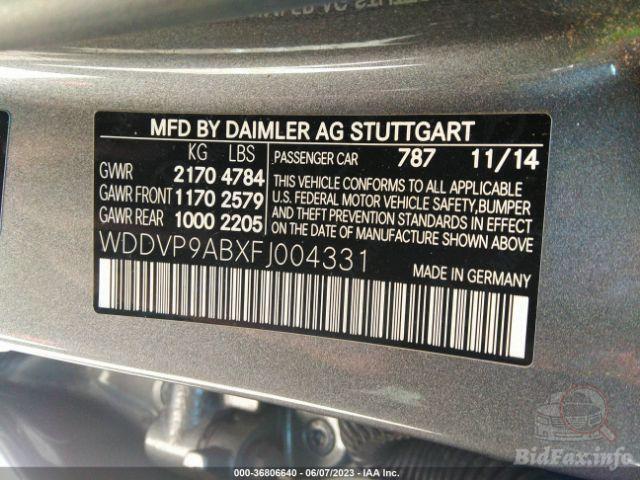 MFD BY DAIMLER AG STUTTGART
KG LBS
GVWR 2170 4784
GAWR FRONT 1170 2579
GAWR REAR 1000 2205
PASSENGER CAR 787 11/14
THIS VEHICLE CONFORMS TO ALL APPLICABLE
U.S. FEDERAL MOTOR VEHICLE SAFETY, BUMPER
AND THEFT PREVENTION STANDARDS IN EFFECT
ON THE DATE OF MANUFACTURE SHOWN ABOVE.
WDDVP9ABXFJ004331
MADE IN GERMANY
BidFax.info
000-36806640 - 06/07/2023 - IAA Inc.